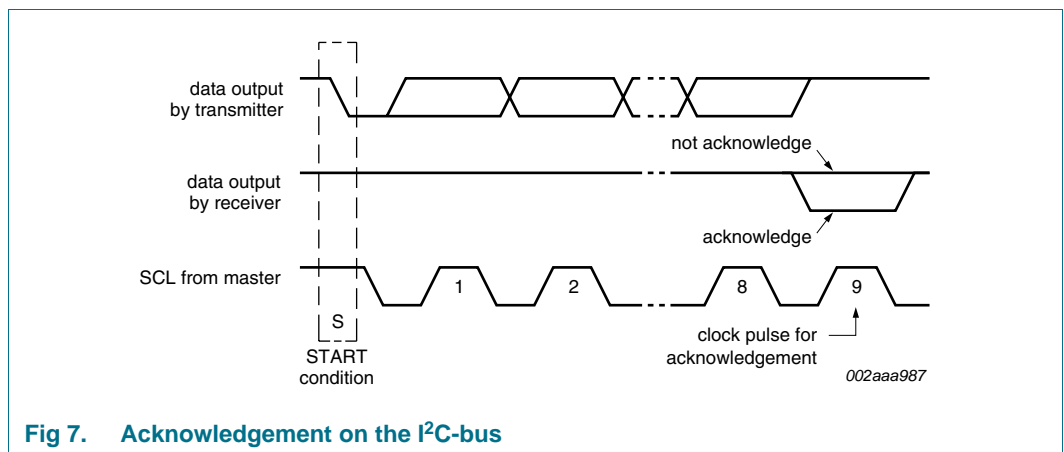 data output
by transmitter
not acknowledge
data output
by receiver
acknowledge
SCL from master
1
2
8
9
S
START
condition
clock pulse for
acknowledgement
002aaa987
Fig 7. Acknowledgement on the I²C-bus